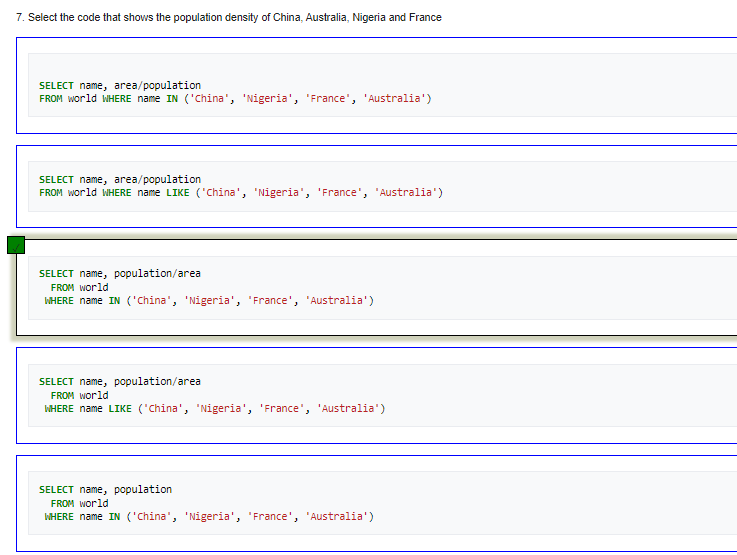 7. Select the code that shows the population density of China, Australia, Nigeria and France
SELECT name, area/population
FROM world WHERE name IN ('China', 'Nigeria', 'France', 'Australia')
SELECT name, area/population
FROM world WHERE name LIKE ('China', 'Nigeria', 'France', 'Australia')
SELECT name, population/area
FROM world
WHERE name IN ('China', 'Nigeria', 'France', 'Australia')
SELECT name, population/area
FROM world
WHERE name LIKE ('China', 'Nigeria', 'France', 'Australia')
SELECT name, population
FROM world
WHERE name IN ('China', 'Nigeria', 'France', 'Australia')